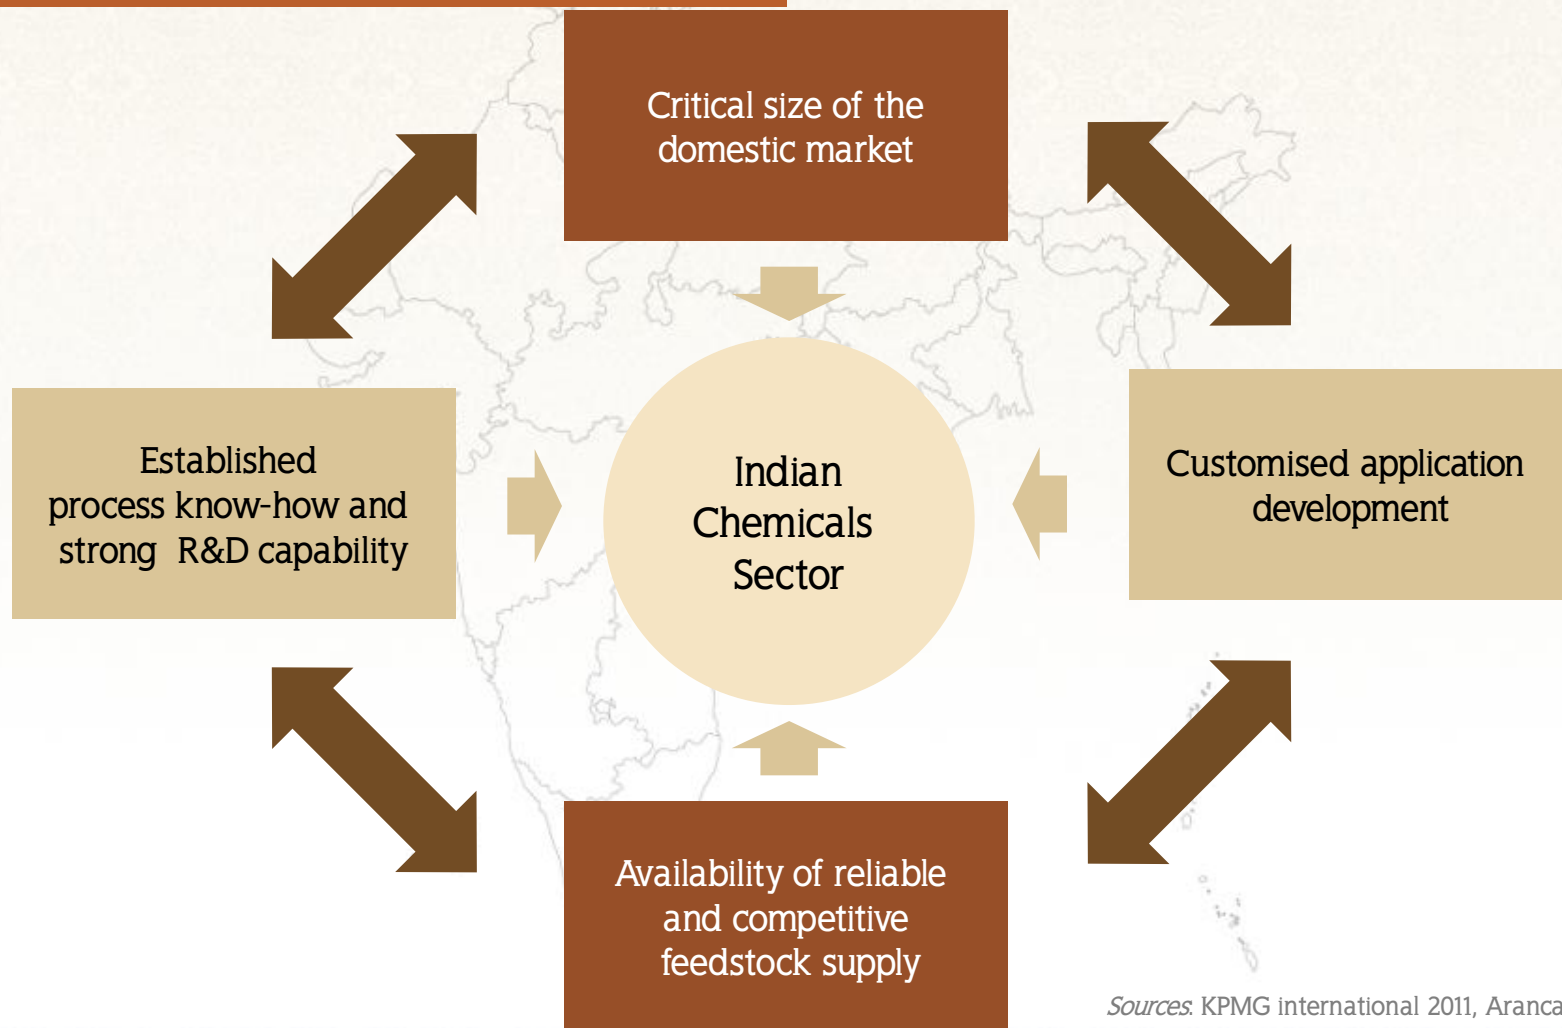 Critical size of the
domestic market
Established
process know-how and
strong R&D capability
Indian
Chemicals
Sector
Customised application
development
Availability of reliable
and competitive
feedstock supply
Sources: KPMG international 2011, Aranca